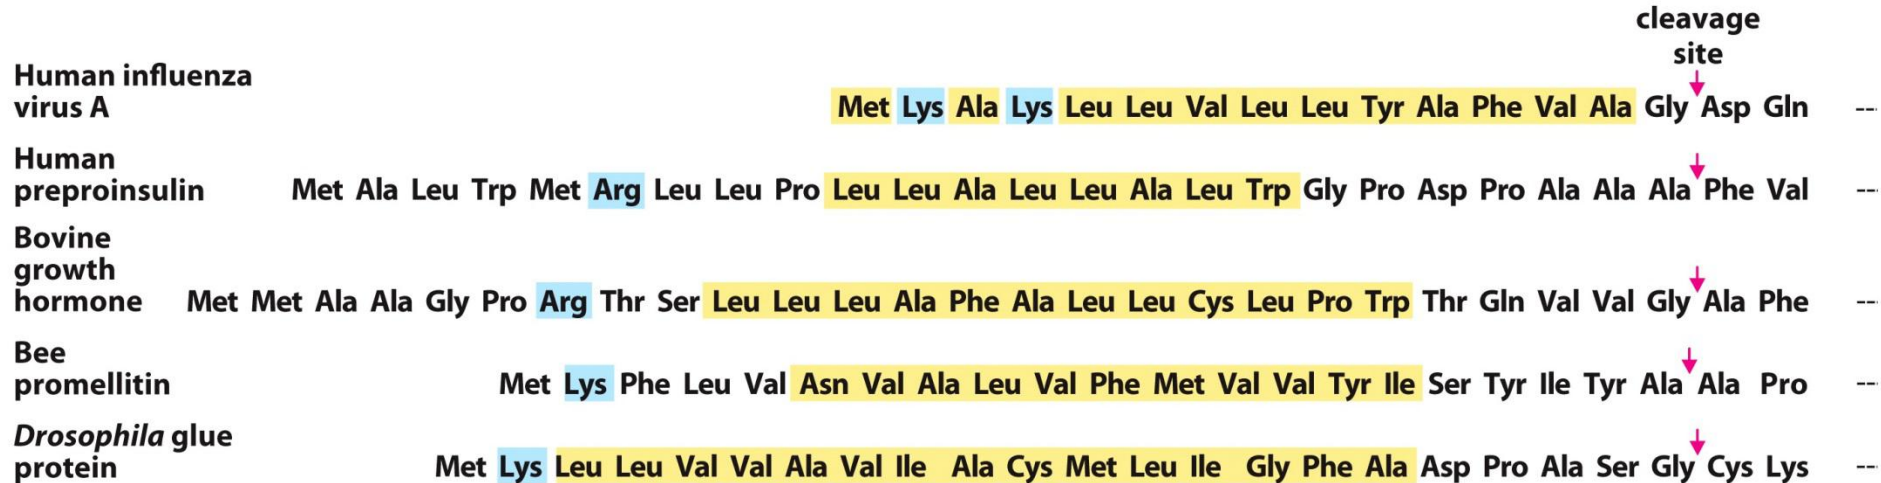 cleavage
site
Human influenza
virus A Met Lys Ala Lys Leu Leu Val Leu Leu Tyr Ala Phe Val Ala Gly Asp Gln --
Human
preproinsulin Met Ala Leu Trp Met Arg Leu Leu Pro Leu Leu Ala Leu Leu Ala Leu Trp Gly Pro Asp Pro Ala Ala Ala Phe Val --
Bovine
growth
hormone Met Met Ala Ala Gly Pro Arg Thr Ser Leu Leu Leu Ala Phe Ala Leu Leu Cys Leu Pro Trp Thr Gln Val Val Gly Ala Phe --
Bee
promellitin Met Lys Phe Leu Val Asn Val Ala Leu Val Phe Met Val Val Tyr Ile Ser Tyr Ile Tyr Ala Ala Pro --
Drosophila glue
protein Met Lys Leu Leu Val Val Ala Val Ile Ala Cys Met Leu Ile Gly Phe Ala Asp Pro Ala Ser Gly Cys Lys --